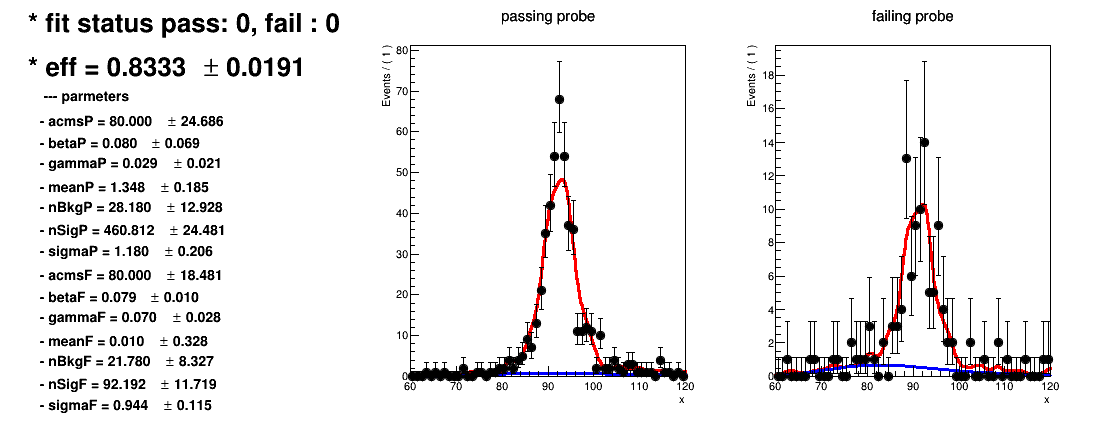 * fit status pass: 0, fail : 0
* eff = 0.8333 ± 0.0191
--- parmeters
- acmsP = 80.000 ± 24.686
- betaP = 0.080 ± 0.069
- gammaP = 0.029 ± 0.021
- meanP = 1.348 ± 0.185
- nBkgP = 28.180 ± 12.928
- nSigP = 460.812 ± 24.481
- sigmaP = 1.180 ± 0.206
- acmsF = 80.000 ± 18.481
- betaF = 0.079 ± 0.010
- gammaF = 0.070 ± 0.028
- meanF = 0.010 ± 0.328
- nBkgF = 21.780 ± 8.327
- nSigF = 92.192 ± 11.719
- sigmaF = 0.944 ± 0.115
passing probe
Events / ( 1 )
80
70
60
50
40
30
20
10
0
60 70 80 90 100 110 120
x
failing probe
Events / ( 1 )
18
16
14
12
10
8
6
4
2
0
60 70 80 90 100 110 120
x